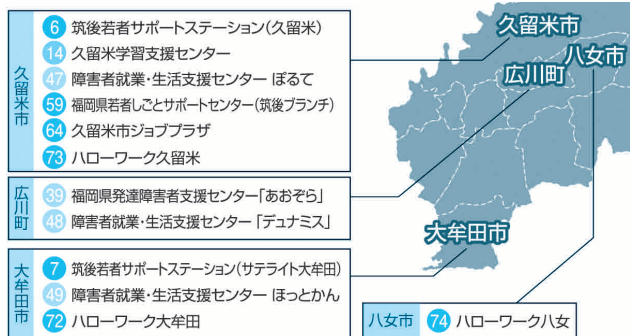 久留米市
6 筑後若者サポートステーション(久留米)
14 久留米学習支援センター
47 障害者就業・生活支援センター ぽるて
59 福岡県若者しごとサポートセンター(筑後ブランチ)
64 久留米市ジョブプラザ
73 ハローワーク久留米
広川町
39 福岡県発達障害者支援センター「あおぞら」
48 障害者就業・生活支援センター「デュナミス」
大牟田市
7 筑後若者サポートステーション(サテライト大牟田)
49 障害者就業・生活支援センター ほっとかん
72 ハローワーク大牟田
久留米市
八女市
広川町
大牟田市
八女市 74 ハローワーク八女